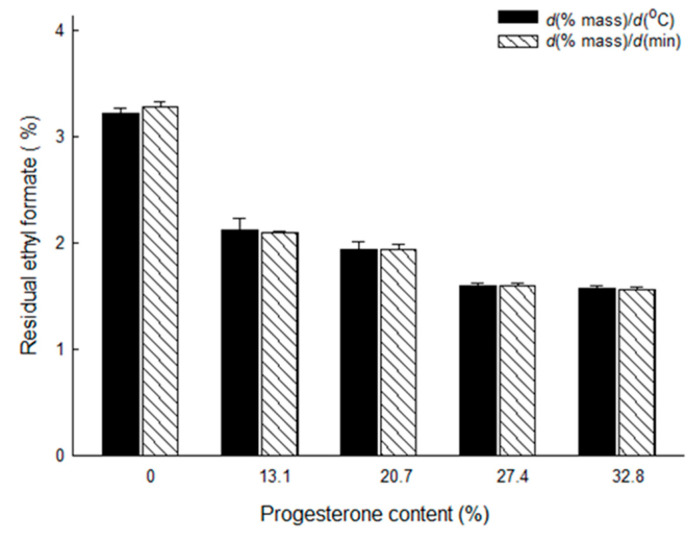 d(% mass)/d(°C)
d(% mass)/d(min)
4
3
2
1
0
Residual ethyl formate ( %)
0 13.1 20.7 27.4 32.8
Progesterone content (%)